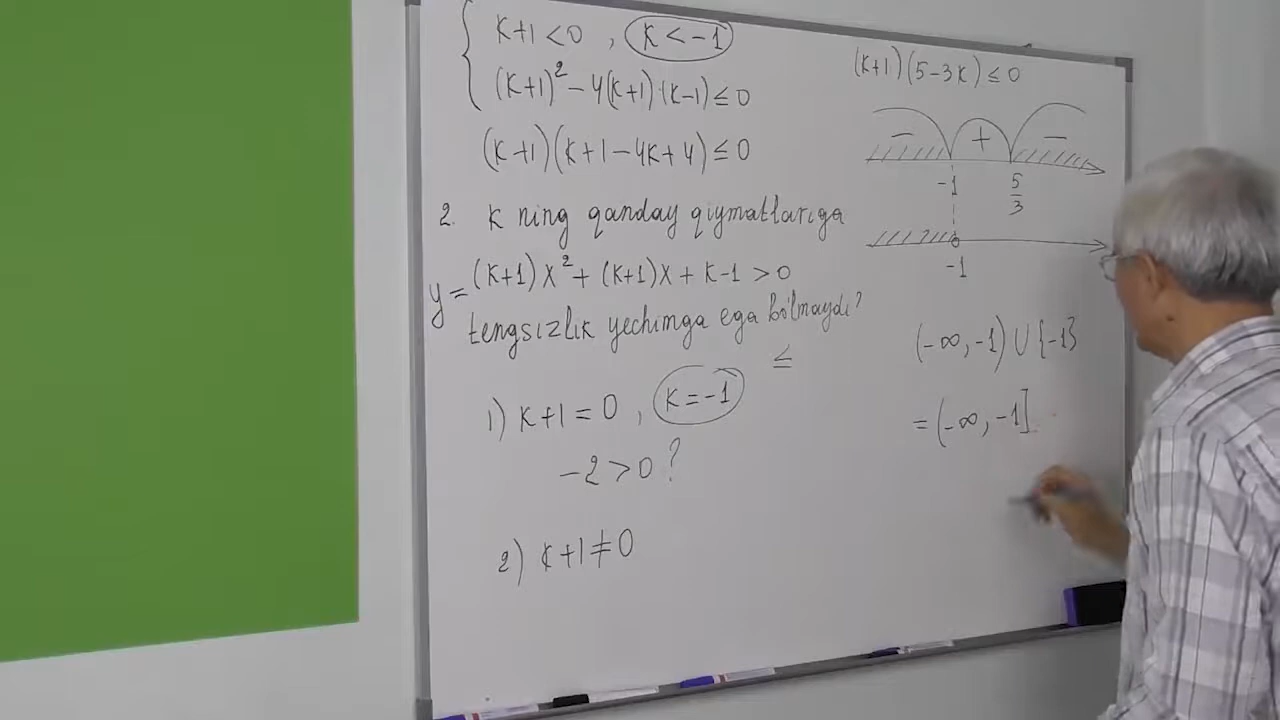 k+1<0 , k<-1
(k+1)² - 4(k+1)·(k-1) ≤ 0
(k+1)(k+1-4k+4) ≤ 0
2. k ning qanday qiymatlariga
y = (k+1)x² + (k+1)x + k-1 > 0
tengsizlik yechimga ega bo'lmaydi?
≤
1) k+1=0 , k=-1
-2>0 ?
2) k+1≠0
(k+1)(5-3k) ≤ 0
- + -
-1 5/3
-1
(-∞, -1) ∪ {-1}
= (-∞, -1]